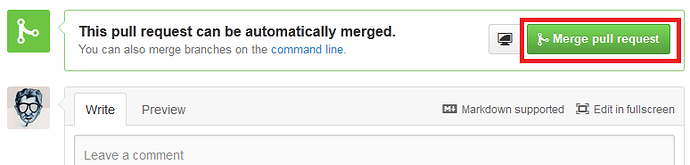 This pull request can be automatically merged.
You can also merge branches on the command line.
Merge pull request
Write Preview Markdown supported Edit in fullscreen
Leave a comment